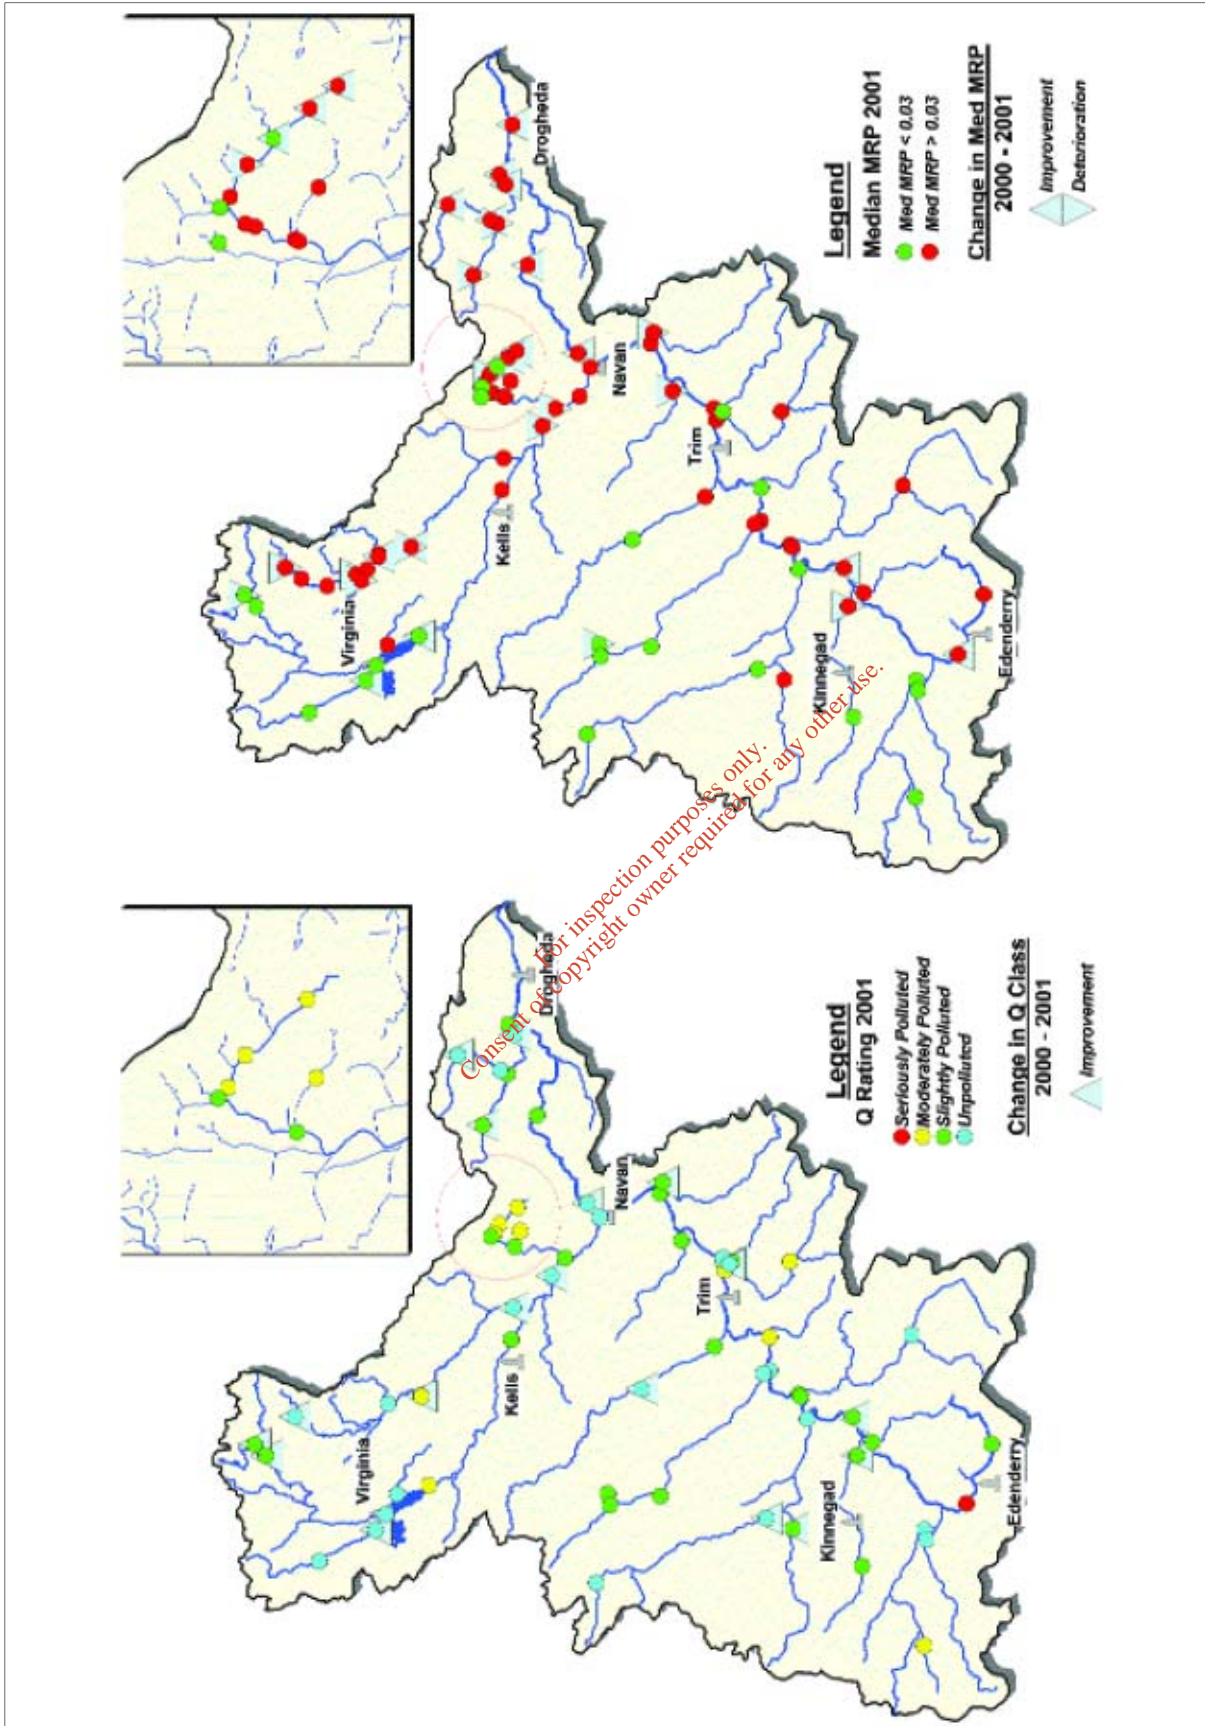 Drogheda
Navan
Trim
Kells
Virginia
Kinnegad
Edenderry
Legend
Q Rating 2001
Seriously Polluted
Moderately Polluted
Slightly Polluted
Unpolluted
Change in Q Class
2000 - 2001
Improvement
Drogheda
Navan
Trim
Kells
Virginia
Kinnegad
Edenderry
Legend
Median MRP 2001
Med MRP < 0.03
Med MRP > 0.03
Change in Med MRP
2000 - 2001
Improvement
Deterioration
For inspection purposes only.
Consent of copyright owner required for any other use.